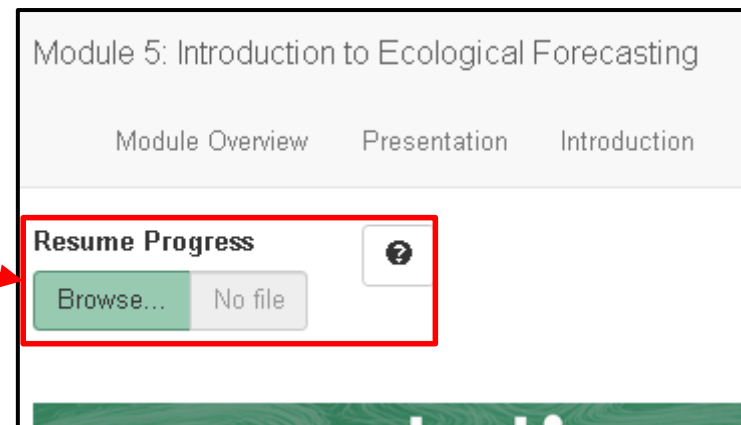 Module 5: Introduction to Ecological Forecasting
Module Overview Presentation Introduction
Resume Progress
Browse... No file